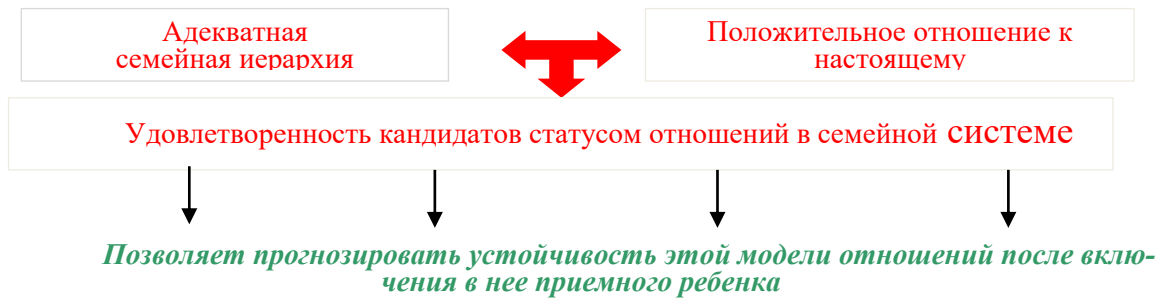 Адекватная
семейная иерархия
Положительное отношение к
настоящему
Удовлетворенность кандидатов статусом отношений в семейной системе
Позволяет прогнозировать устойчивость этой модели отношений после вклю-
чения в нее приемного ребенка